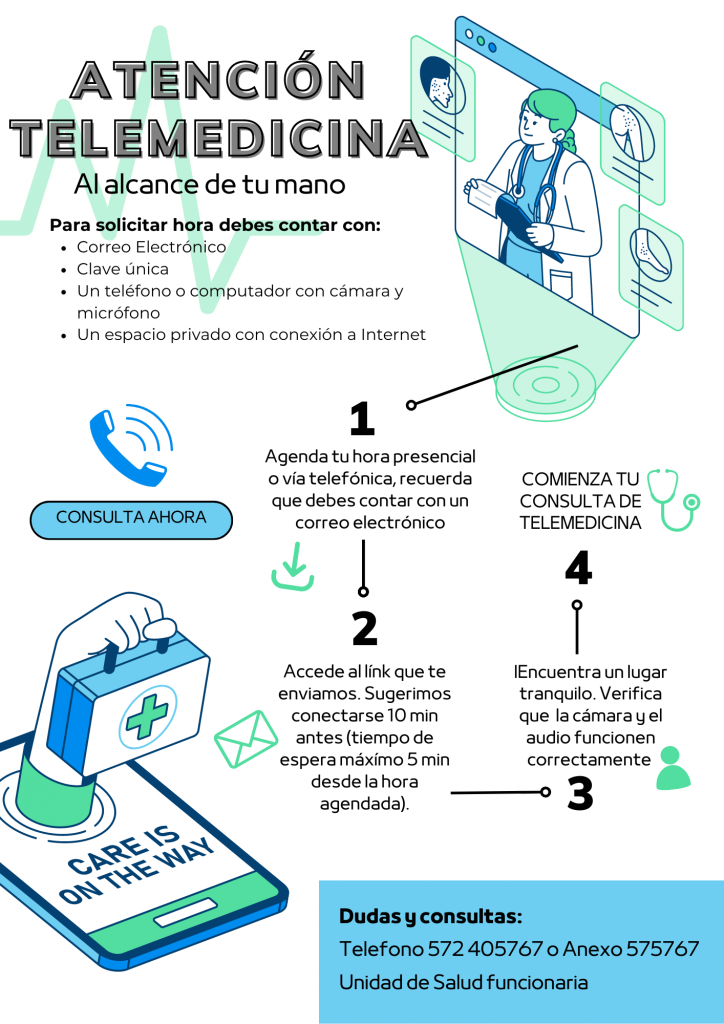 ATENCIÓN
TELEMEDICINA
Al alcance de tu mano
Para solicitar hora debes contar con:
• Correo Electrónico
• Clave única
• Un teléfono o computador con cámara y
micrófono
• Un espacio privado con conexión a Internet
1
Agenda tu hora presencial
o vía telefónica, recuerda
que debes contar con un
correo electrónico
CONSULTA AHORA
2
Accede al línk que te
enviamos. Sugerimos
conectarse 10 min
antes (tiempo de
espera máxímo 5 min
desde la hora
agendada).
lEncuentra un lugar
tranquilo. Verifica
que la cámara y el
audio funcionen
correctamente
3
COMIENZA TU
CONSULTA DE
TELEMEDICINA
4
CARE IS
ON THE WAY
Dudas y consultas:
Telefono 572 405767 o Anexo 575767
Unidad de Salud funcionaria